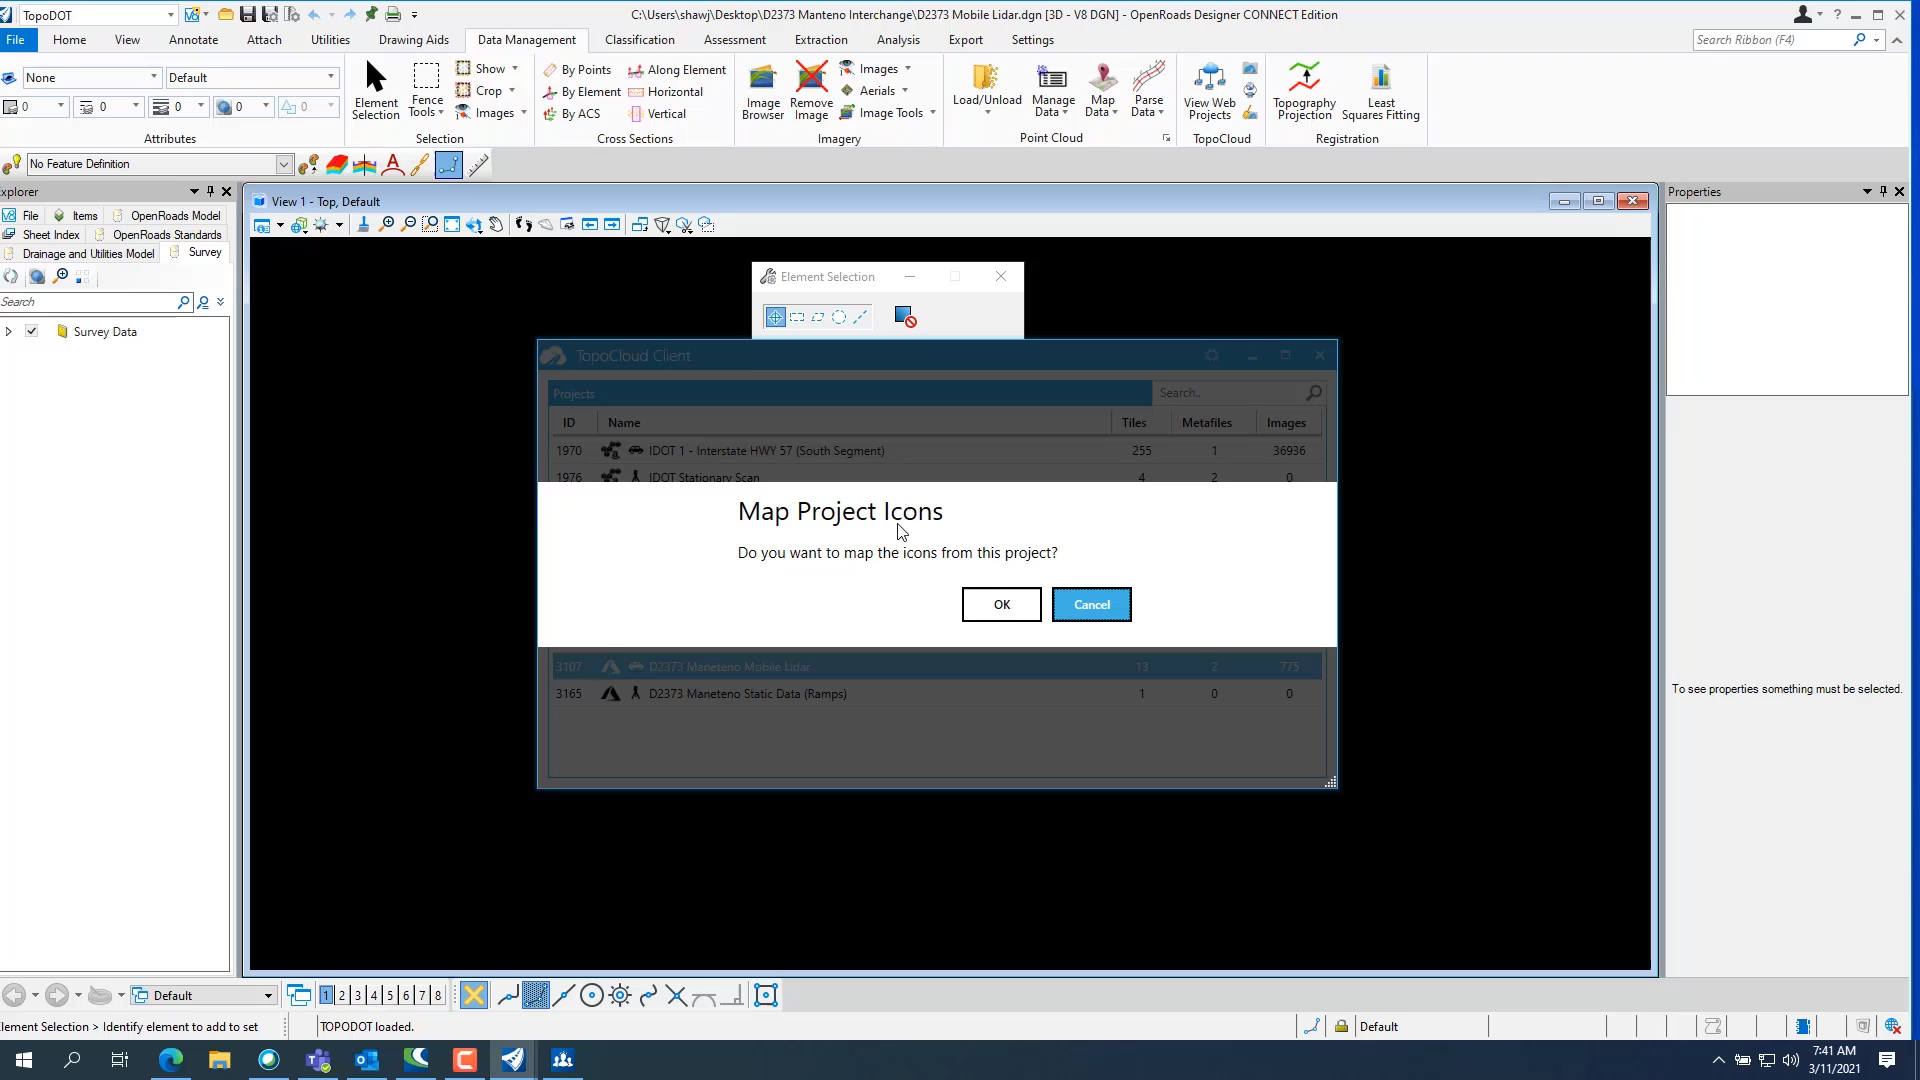 TopoDOT
C:\Users\shawj\Desktop\D2373 Manteno Interchange\D2373 Mobile Lidar.dgn [3D - V8 DGN] - OpenRoads Designer CONNECT Edition
File Home View Annotate Attach Utilities Drawing Aids Data Management Classification Assessment Extraction Analysis Export Settings
Search Ribbon (F4)
None Default
0 0 0 0 0
Attributes
Element Selection
Fence Tools
Show
Crop
Images
Selection
By Points
By Element
By ACS
Along Element
Horizontal
Vertical
Cross Sections
Image Browser
Remove Image
Images
Aerials
Image Tools
Imagery
Load/Unload
Manage Data
Map Data
Parse Data
Point Cloud
View Web Projects
TopoCloud
Topography Projection
Least Squares Fitting
Registration
No Feature Definition
xplorer
File Items OpenRoads Model
Sheet Index OpenRoads Standards
Drainage and Utilities Model Survey
Search
Survey Data
View 1 - Top, Default
Element Selection
TopoCloud Client
Projects
Search..
ID Name Tiles Metafiles Images
1970 IDOT 1 - Interstate HWY 57 (South Segment) 255 1 36936
1976 IDOT Stationary Scan 4 2 0
Map Project Icons
Do you want to map the icons from this project?
OK Cancel
3107 D2373 Maneteno Mobile Lidar 13 2 775
3165 D2373 Maneteno Static Data (Ramps) 1 0 0
Properties
To see properties something must be selected.
Default
1 2 3 4 5 6 7 8
lement Selection > Identify element to add to set
TOPODOT loaded.
Default
7:41 AM
3/11/2021